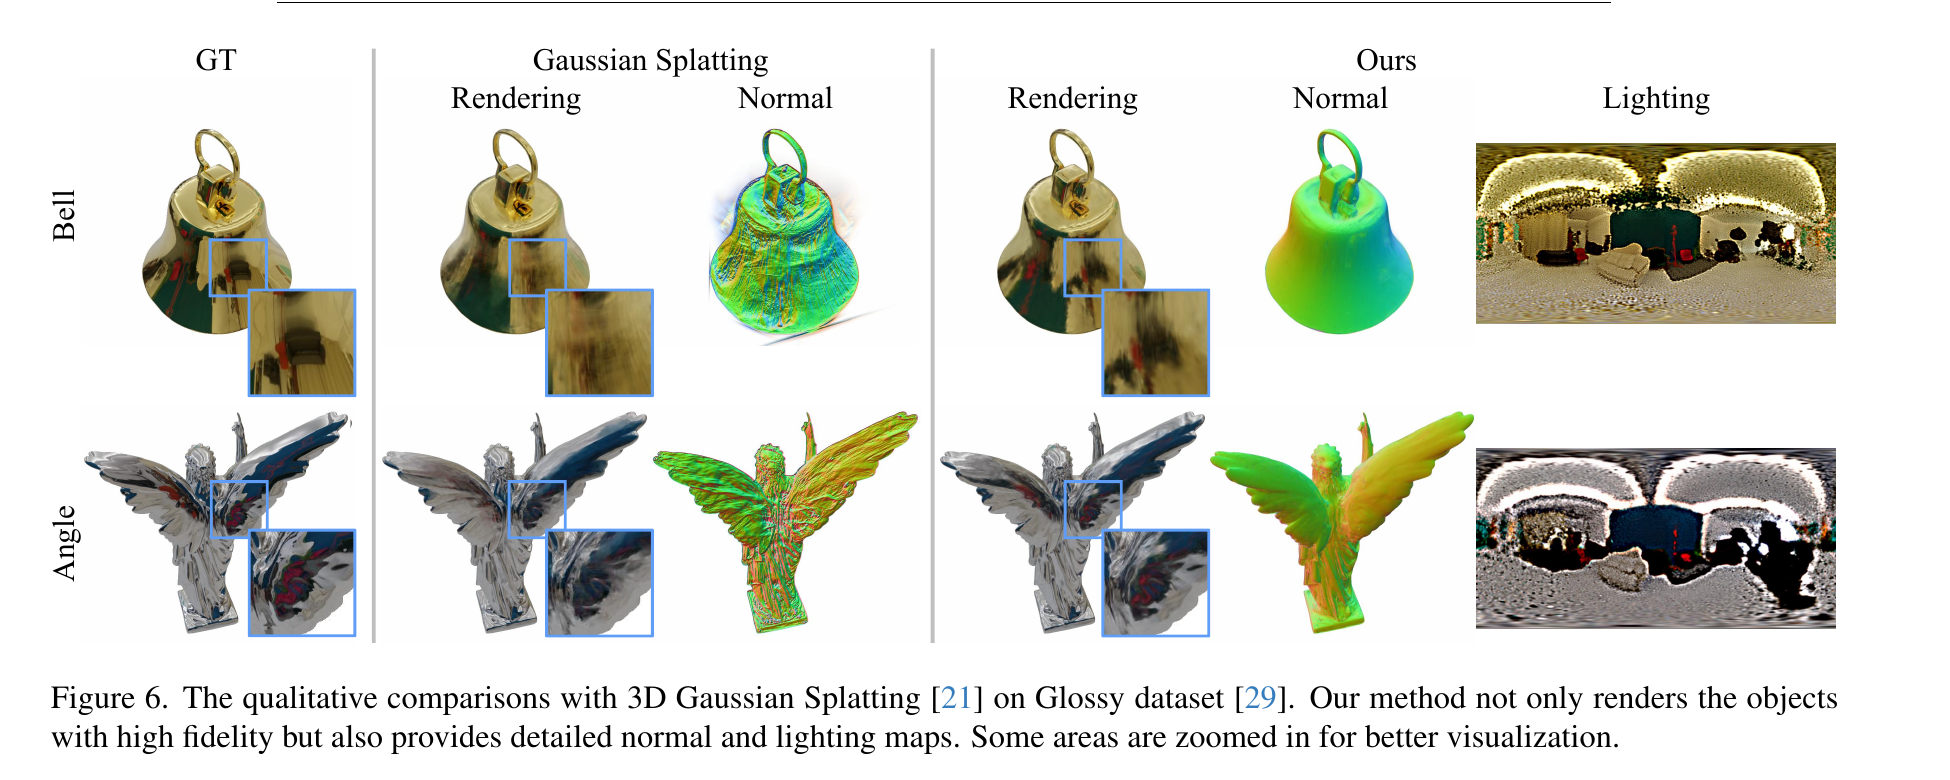 GT
Gaussian Splatting
Ours
Rendering
Normal
Rendering
Normal
Lighting
Bell
Angle
Figure 6. The qualitative comparisons with 3D Gaussian Splatting [21] on Glossy dataset [29]. Our method not only renders the objects
with high fidelity but also provides detailed normal and lighting maps. Some areas are zoomed in for better visualization.